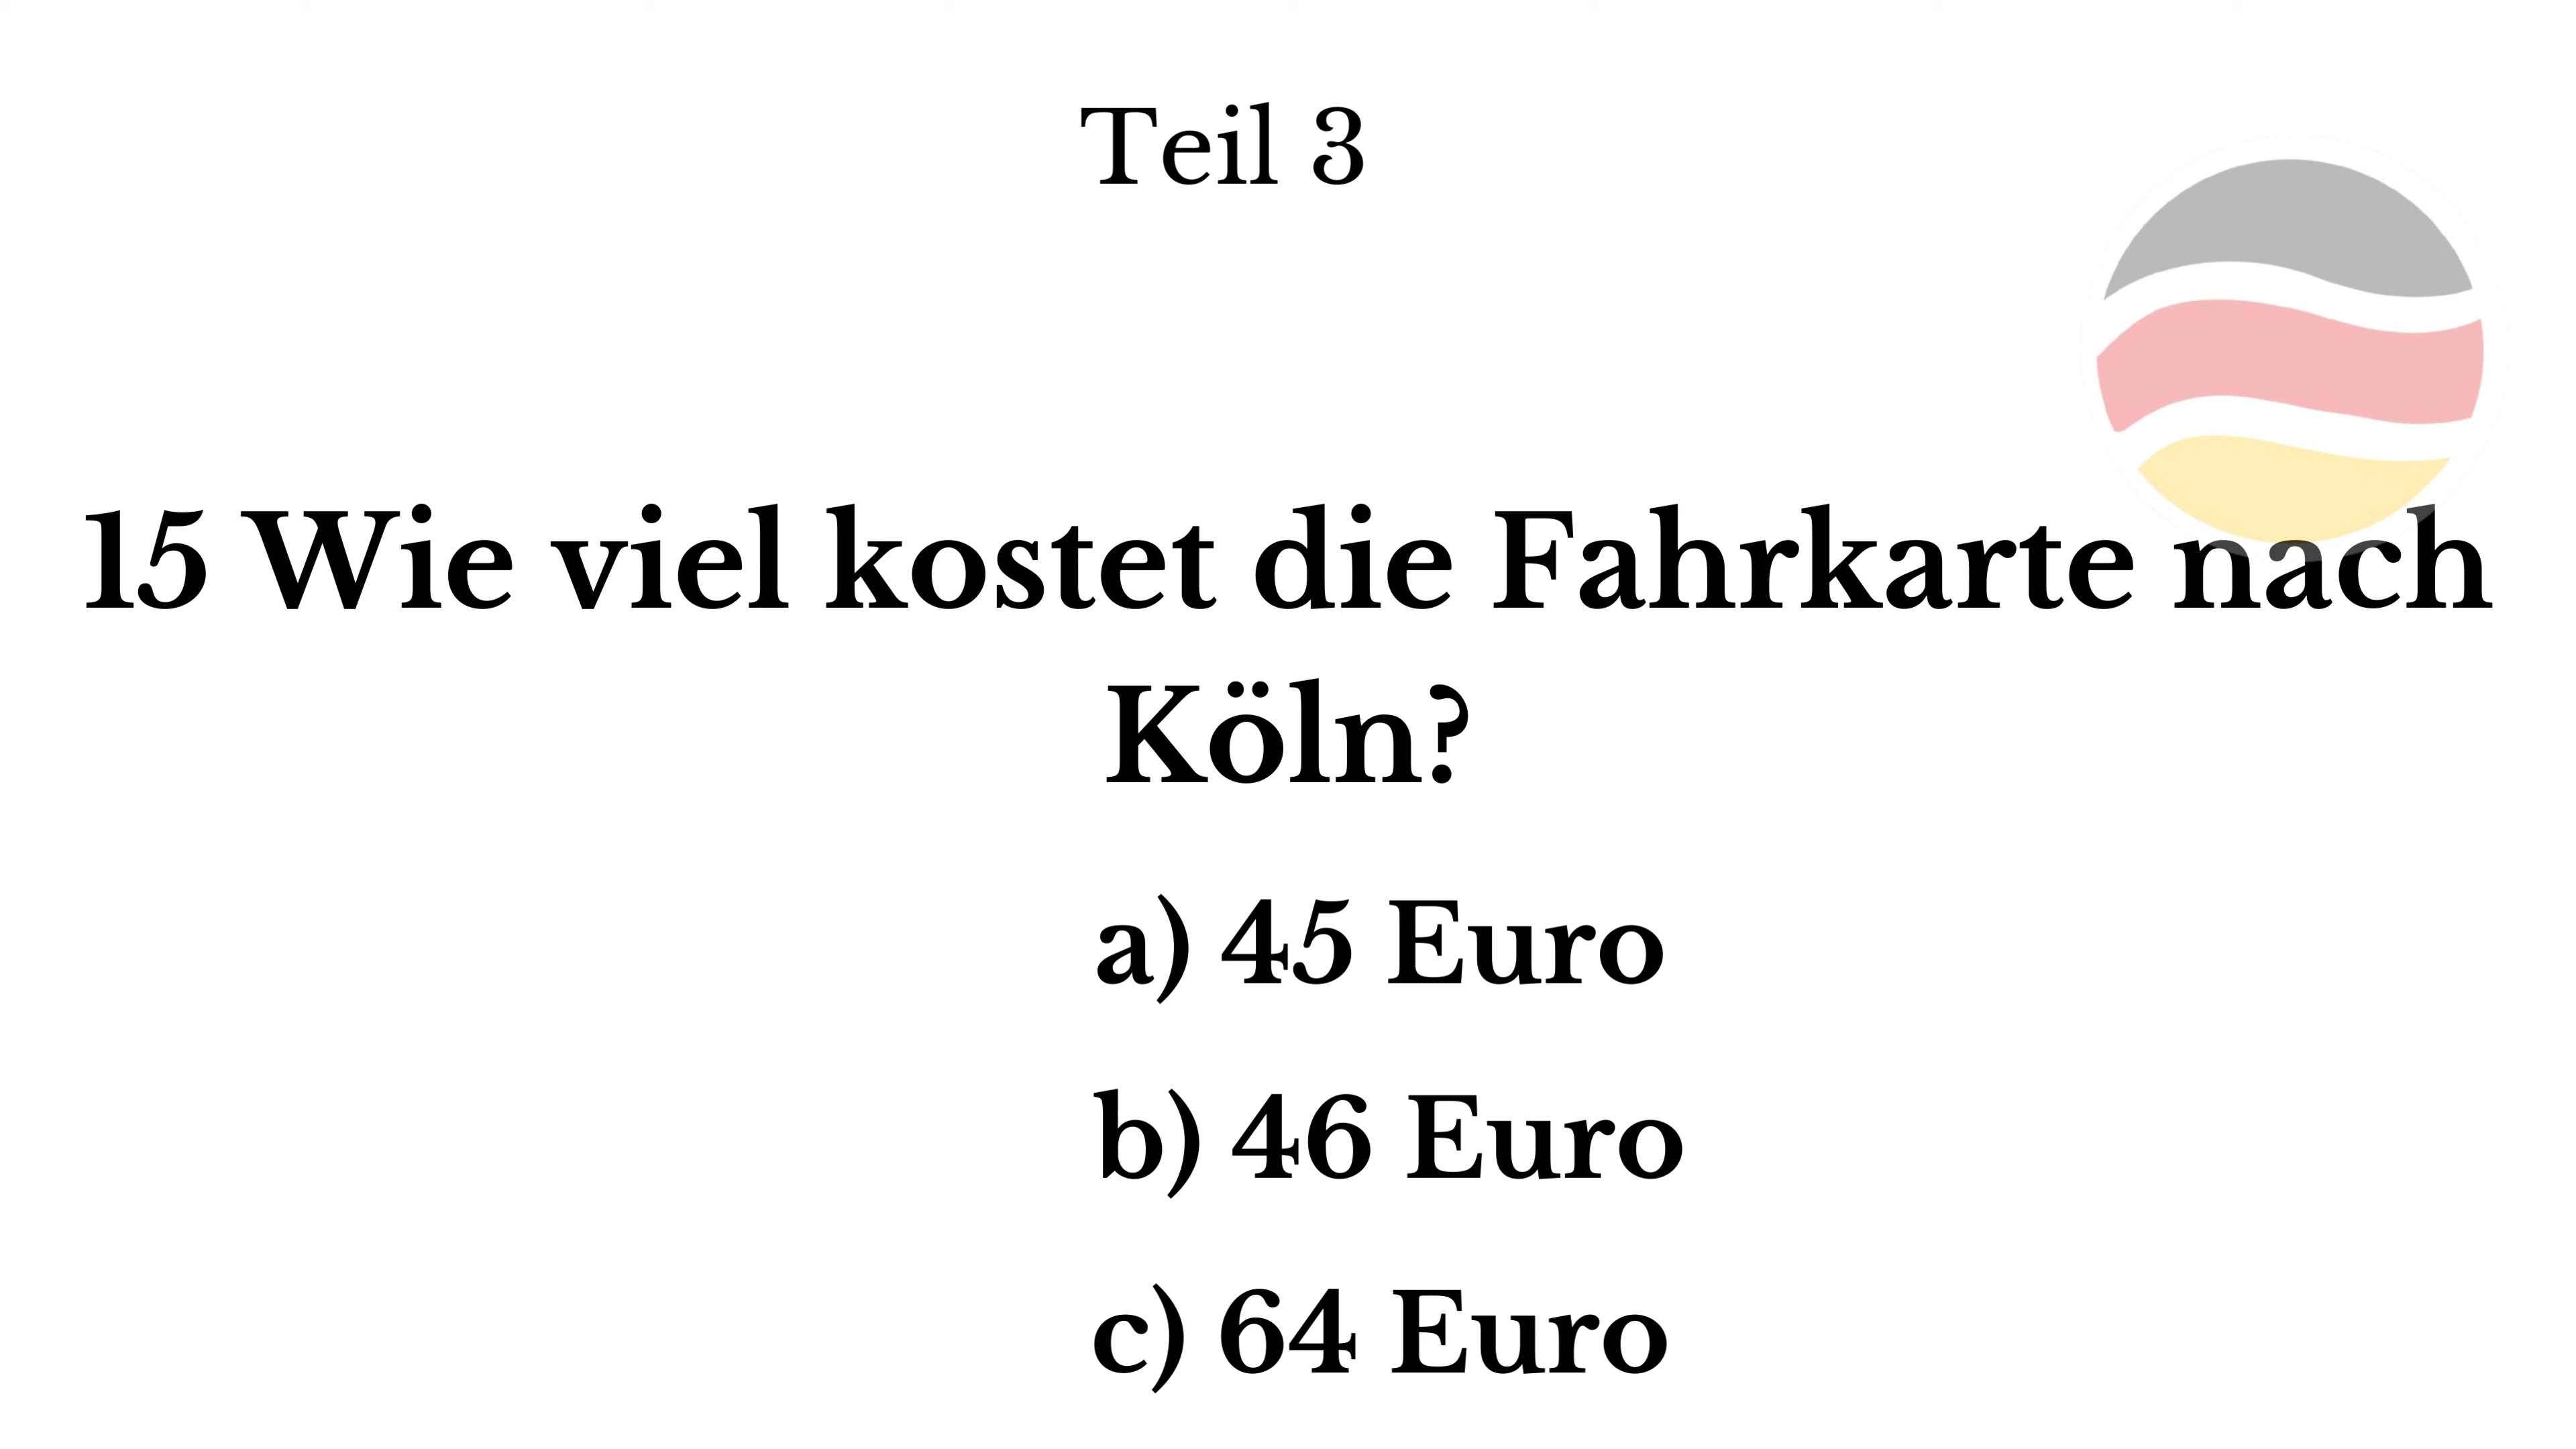 Teil 3
15 Wie viel kostet die Fahrkarte nach
Köln?
a) 45 Euro
b) 46 Euro
c) 64 Euro